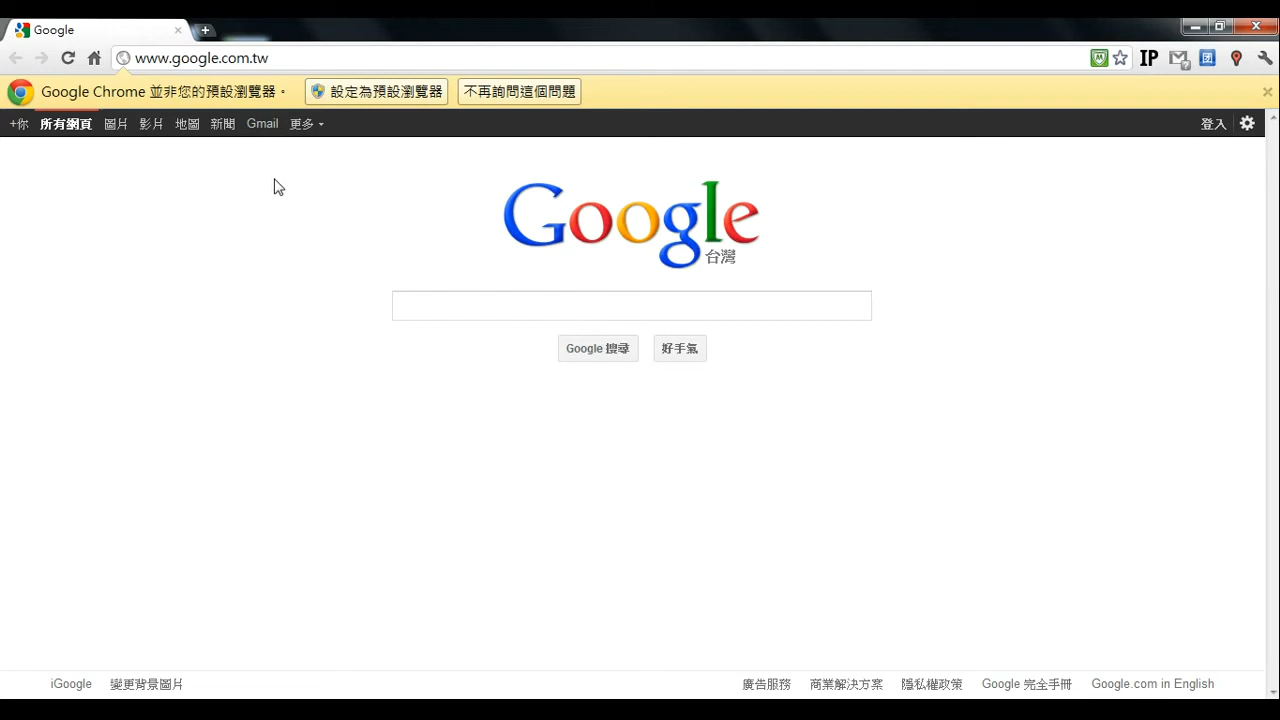 Google
www.google.com.tw
IP
Google Chrome 並非您的預設瀏覽器。 設定為預設瀏覽器 不再詢問這個問題
+你 所有網頁 圖片 影片 地圖 新聞 Gmail 更多 登入
Google
台灣
Google 搜尋 好手氣
iGoogle 變更背景圖片 廣告服務 商業解決方案 隱私權政策 Google 完全手冊 Google.com in English